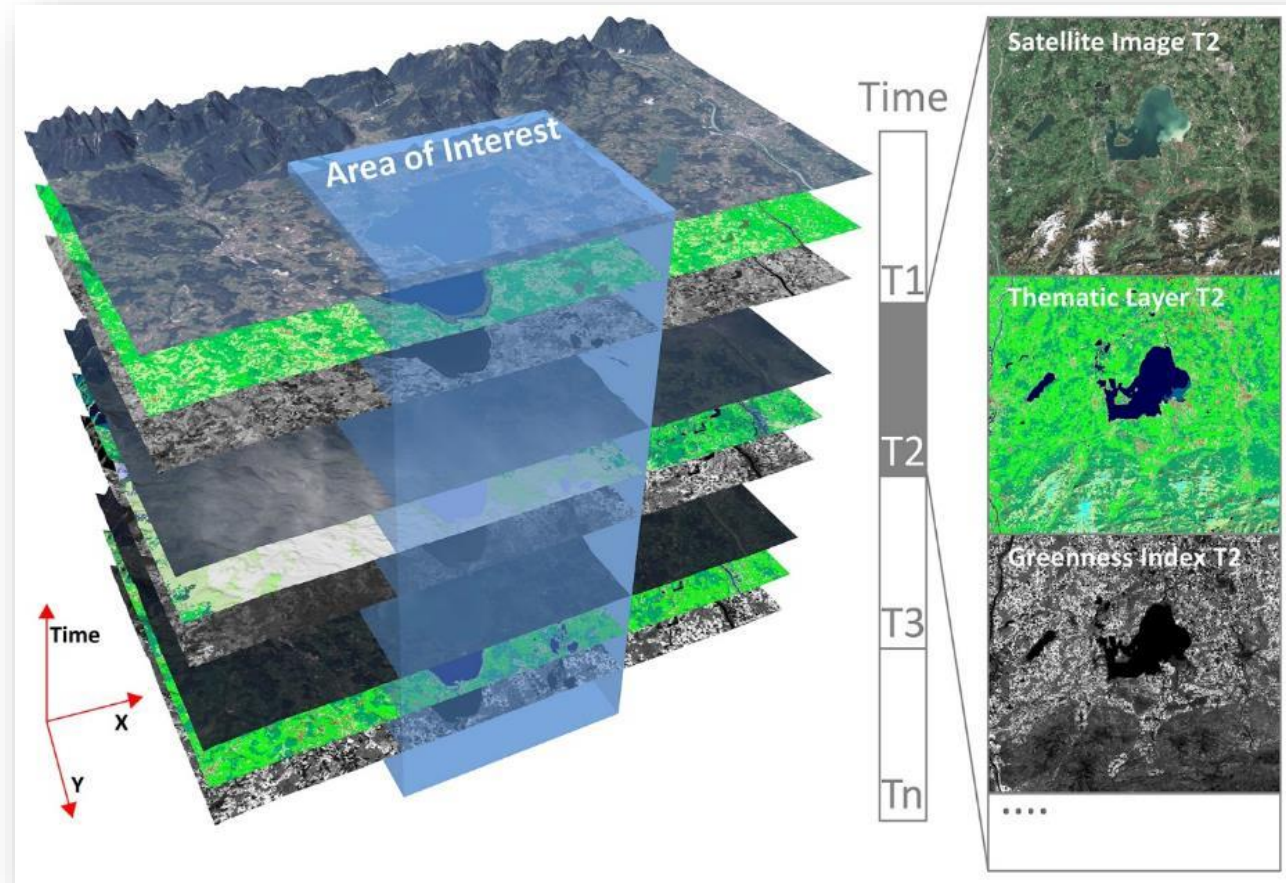 Area of Interest
Time
X
Y
Time
T1
T2
T3
Tn
Satellite Image T2
Thematic Layer T2
Greenness Index T2
....